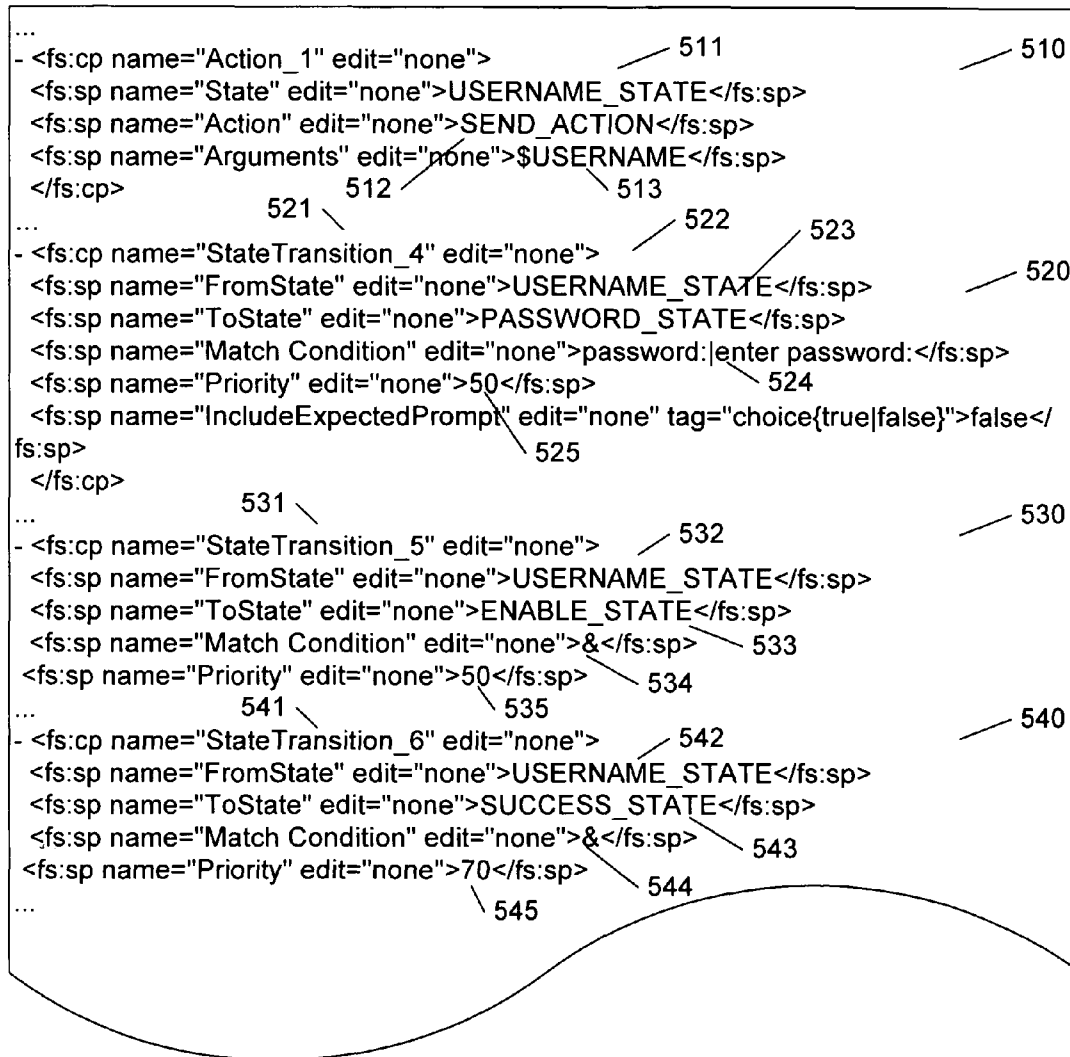 ...
- <fs:cp name="Action_1" edit="none"> 511 510
<fs:sp name="State" edit="none">USERNAME_STATE</fs:sp>
<fs:sp name="Action" edit="none">SEND_ACTION</fs:sp>
<fs:sp name="Arguments" edit="none">$USERNAME</fs:sp>
</fs:cp> 512 513
521 522 523
...
- <fs:cp name="StateTransition_4" edit="none">
<fs:sp name="FromState" edit="none">USERNAME_STATE</fs:sp> 520
<fs:sp name="ToState" edit="none">PASSWORD_STATE</fs:sp>
<fs:sp name="Match Condition" edit="none">password:|enter password:</fs:sp>
<fs:sp name="Priority" edit="none">50</fs:sp> 524
<fs:sp name="IncludeExpectedPrompt" edit="none" tag="choice{true|false}">false</
fs:sp> 525
</fs:cp>
531 530
...
- <fs:cp name="StateTransition_5" edit="none"> 532
<fs:sp name="FromState" edit="none">USERNAME_STATE</fs:sp>
<fs:sp name="ToState" edit="none">ENABLE_STATE</fs:sp>
<fs:sp name="Match Condition" edit="none">&</fs:sp> 533
<fs:sp name="Priority" edit="none">50</fs:sp> 534
... 541 535 540
- <fs:cp name="StateTransition_6" edit="none"> 542
<fs:sp name="FromState" edit="none">USERNAME_STATE</fs:sp>
<fs:sp name="ToState" edit="none">SUCCESS_STATE</fs:sp>
<fs:sp name="Match Condition" edit="none">&</fs:sp> 543
<fs:sp name="Priority" edit="none">70</fs:sp> 544
... 545